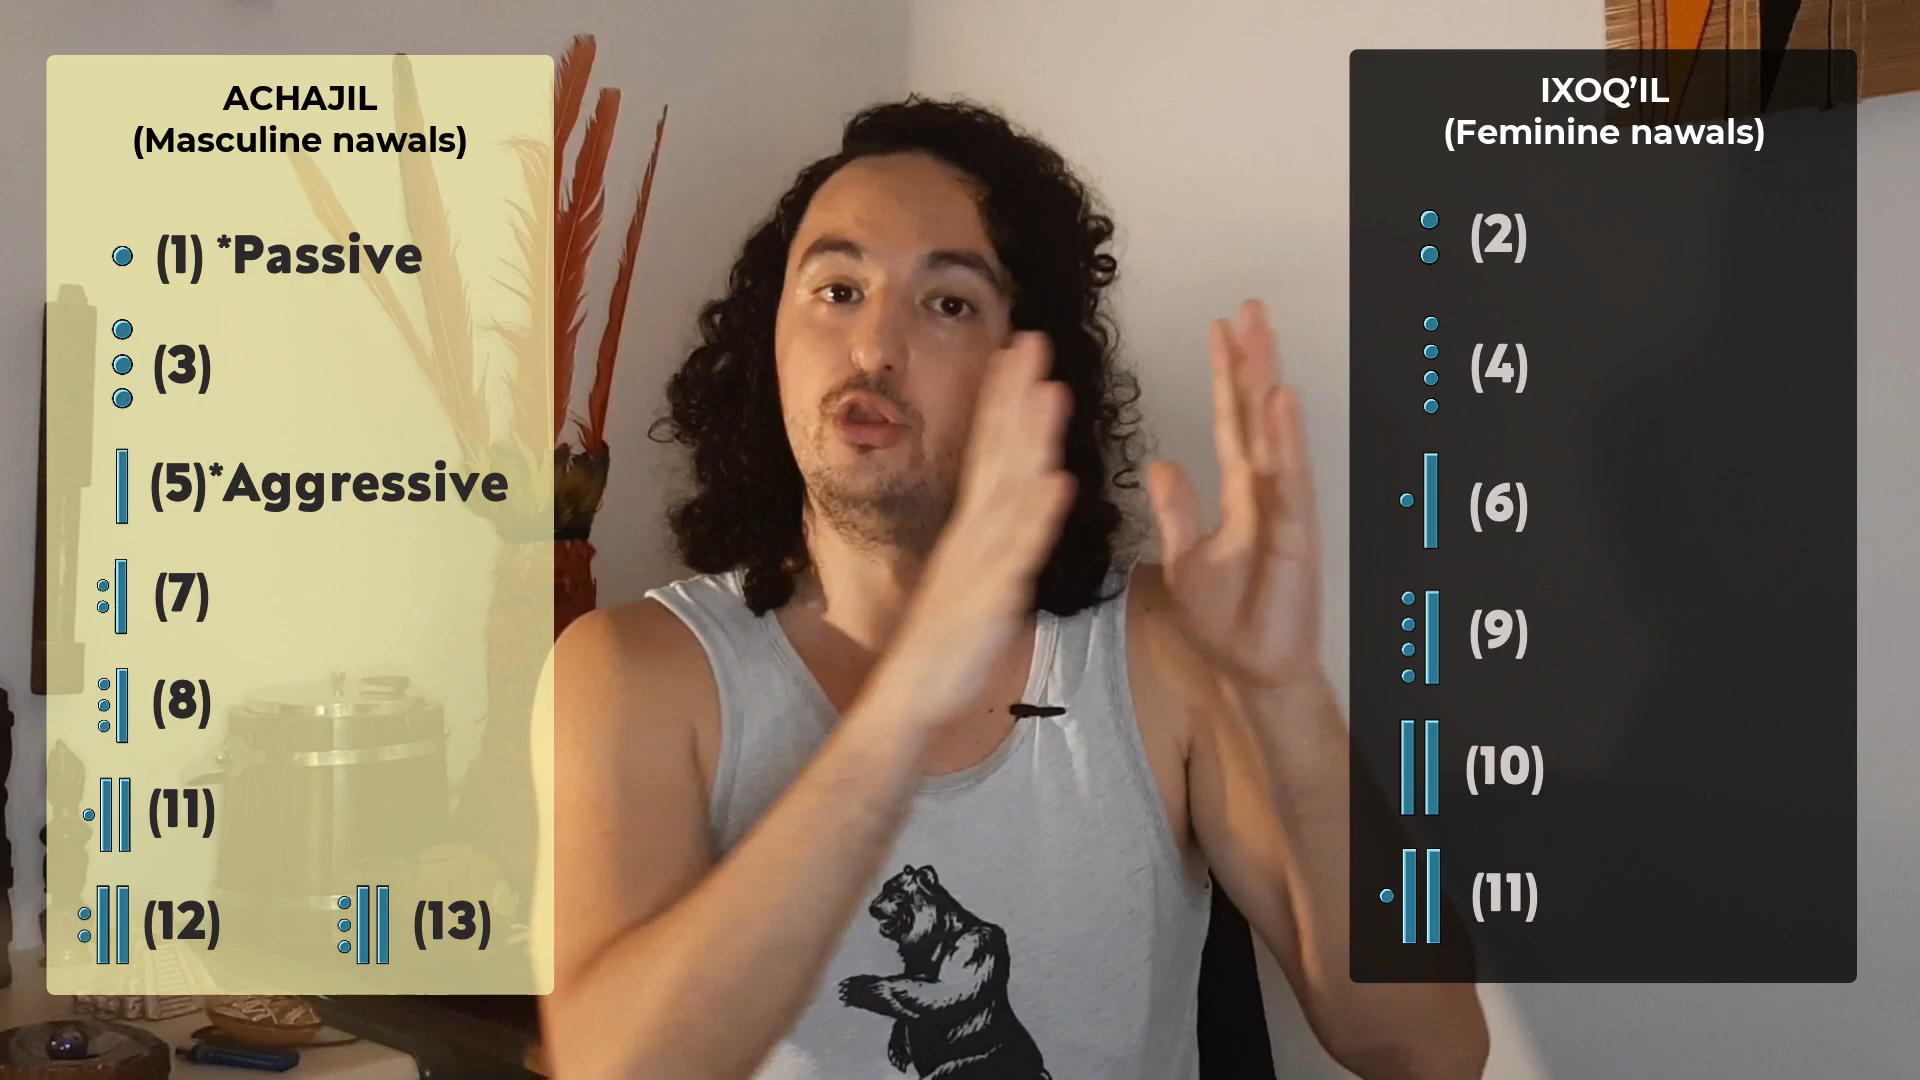 ACHAJIL
(Masculine nawals)
(1) *Passive
(3)
(5)*Aggressive
(7)
(8)
(11)
(12) (13)
IXOQ’IL
(Feminine nawals)
(2)
(4)
(6)
(9)
(10)
(11)